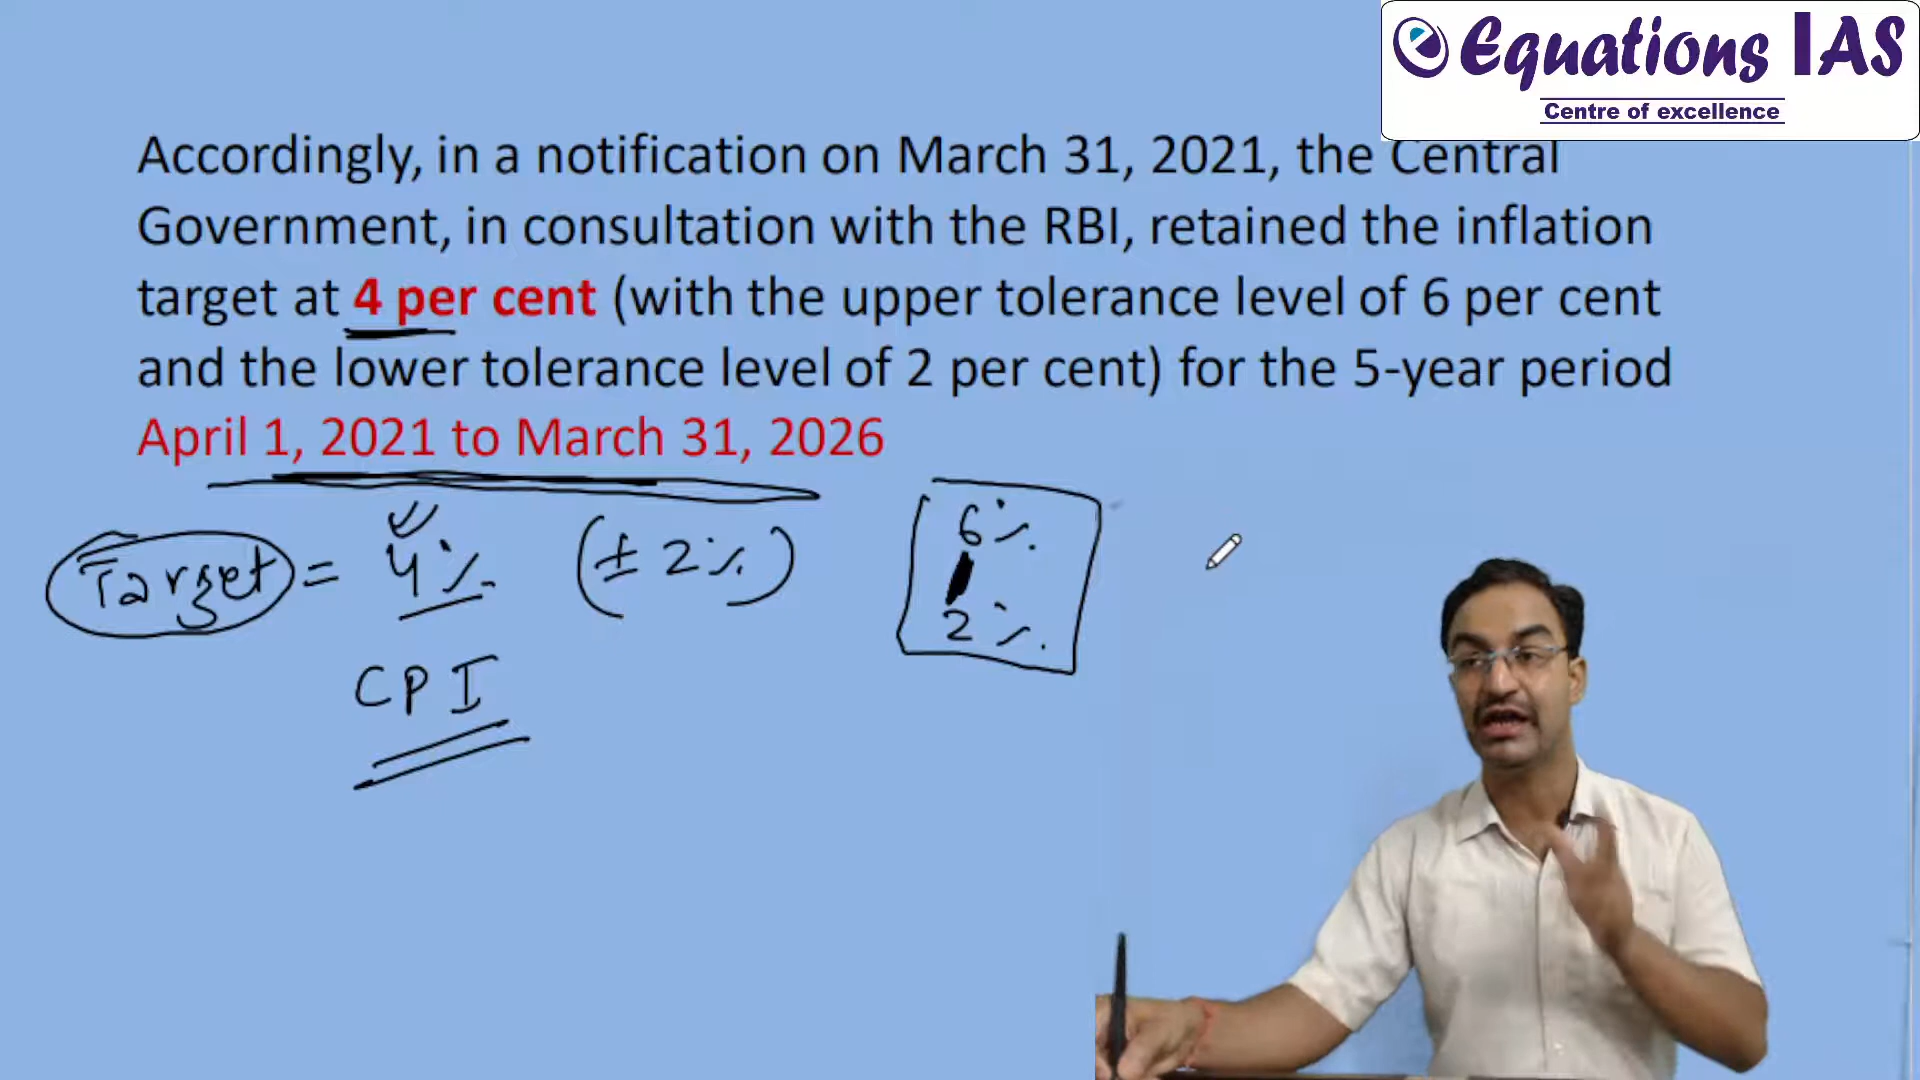 Equations IAS
Centre of excellence
Accordingly, in a notification on March 31, 2021, the Central
Government, in consultation with the RBI, retained the inflation
target at 4 per cent (with the upper tolerance level of 6 per cent
and the lower tolerance level of 2 per cent) for the 5-year period
April 1, 2021 to March 31, 2026
Target = 4% (± 2%)
6%
2%
CPI